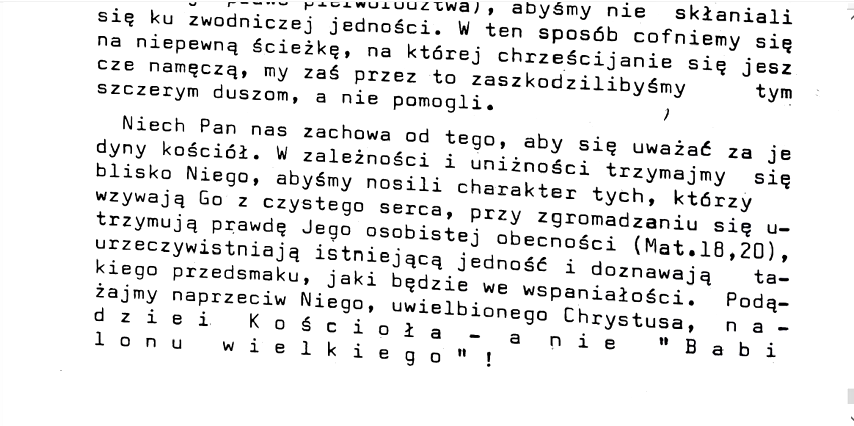 pierworództwa), abyśmy nie skłaniali
się ku zwodniczej jedności. W ten sposób cofniemy się
na niepewną ścieżkę, na której chrześcijanie się jesz
cze namęczą, my zaś przez to zaszkodzilibyśmy tym
szczerym duszom, a nie pomogli.
Niech Pan nas zachowa od tego, aby się uważać za je
dyny kościół. W zależności i uniżności trzymajmy się
blisko Niego, abyśmy nosili charakter tych, którzy
wzywają Go z czystego serca, przy zgromadzaniu się u-
trzymują prawdę Jego osobistej obecności (Mat.18,20),
urzeczywistniają istniejącą jedność i doznawają ta-
kiego przedsmaku, jaki będzie we wspaniałości. Podą-
żajmy naprzeciw Niego, uwielbionego Chrystusa, n a -
d z i e i K o ś c i o ł a - a n i e "B a b i
l o n u w i e l k i e g o"!